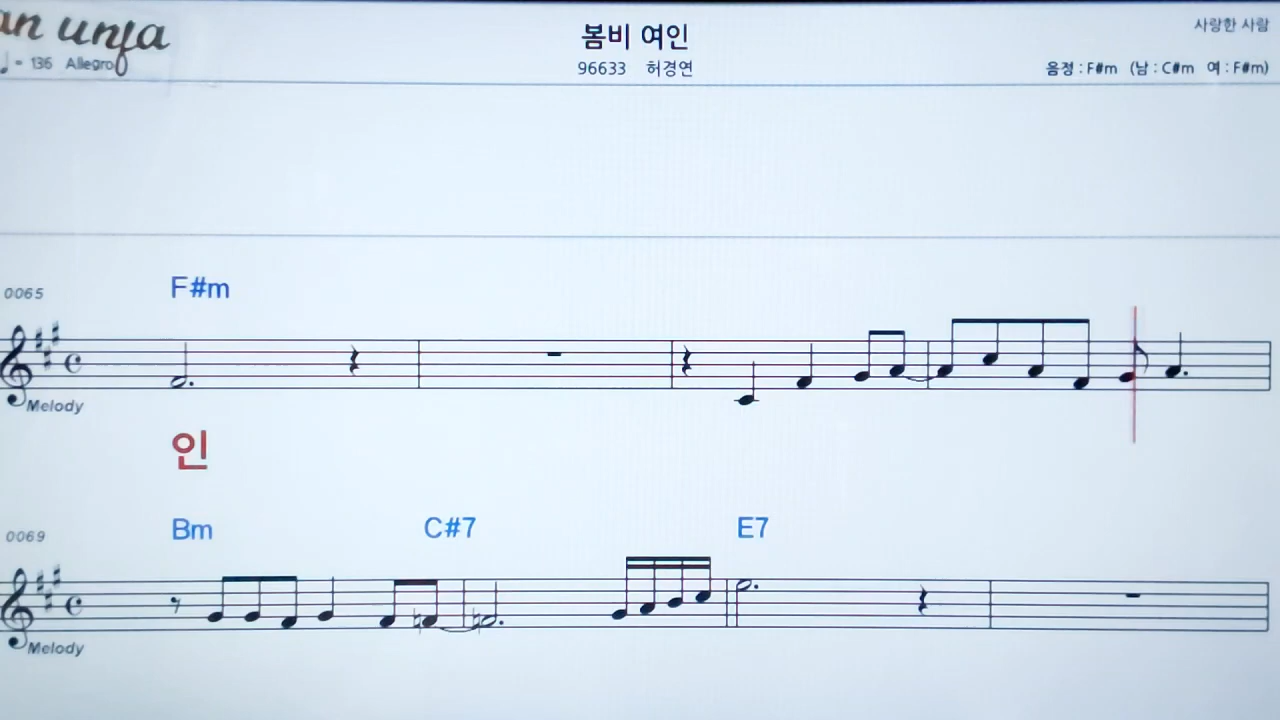 an unfa
봄비 여인
사랑한 사람
♩ = 136 Allegro
96633 허경연
음정 : F#m (남 : C#m 여 : F#m)
0065
F#m
Melody
인
0069
Bm C#7 E7
Melody